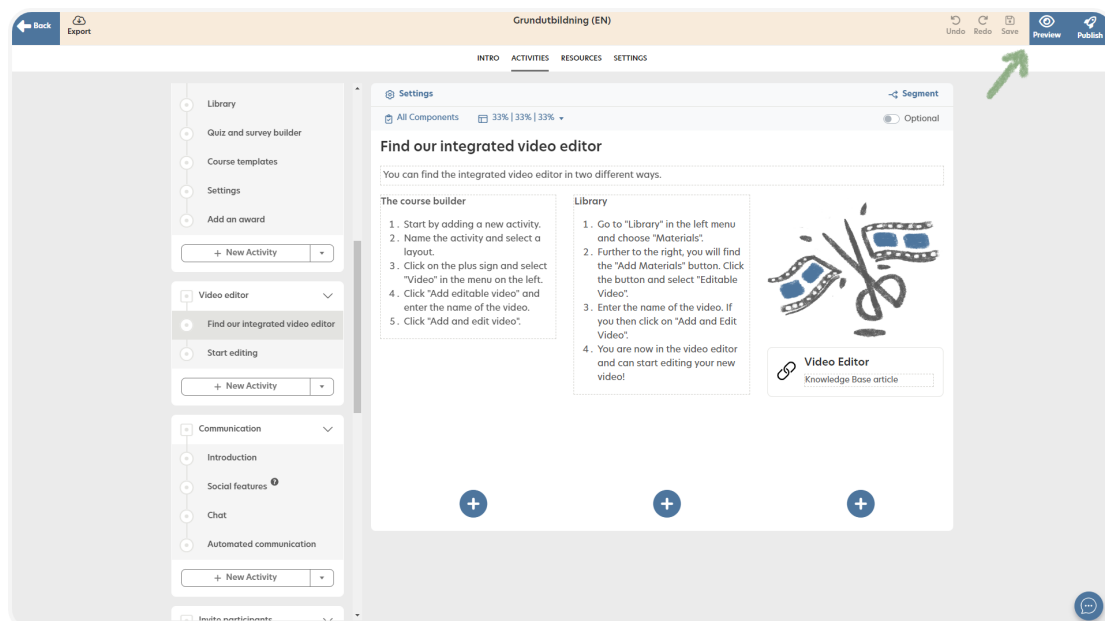 Back
Export
Grundutbildning (EN)
Undo
Redo
Save
Preview
Publish
INTRO
ACTIVITIES
RESOURCES
SETTINGS
Library
Quiz and survey builder
Course templates
Settings
Add an award
+ New Activity
Video editor
Find our integrated video editor
Start editing
+ New Activity
Communication
Introduction
Social features ?
Chat
Automated communication
+ New Activity
Invite participants
Settings
Segment
All Components
33% | 33% | 33%
Optional
Find our integrated video editor
You can find the integrated video editor in two different ways.
The course builder
1. Start by adding a new activity.
2. Name the activity and select a
layout.
3. Click on the plus sign and select
"Video" in the menu on the left.
4. Click "Add editable video" and
enter the name of the video.
5. Click "Add and edit video".
Library
1. Go to "Library" in the left menu
and choose "Materials".
2. Further to the right, you will find
the "Add Materials" button. Click
the button and select "Editable
Video".
3. Enter the name of the video. If
you then click on "Add and Edit
Video".
4. You are now in the video editor
and can start editing your new
video!
Video Editor
Knowledge Base article